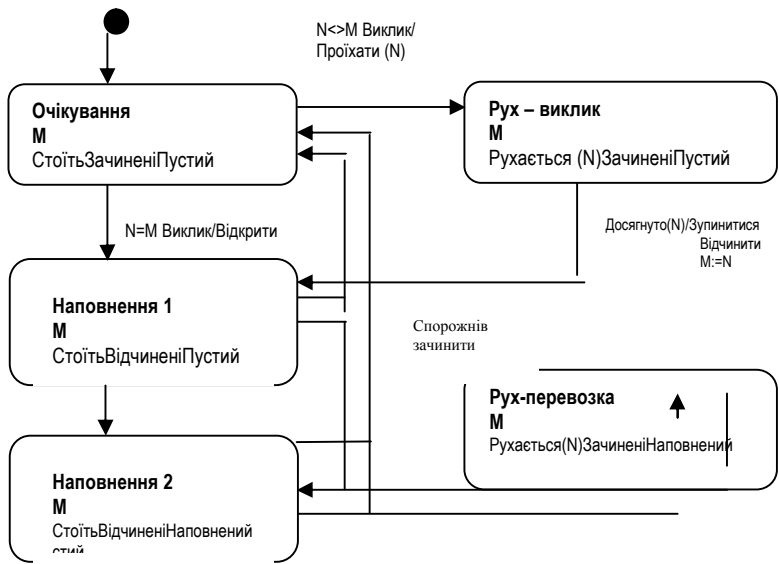 N<>M Виклик/
Проїхати (N)
Очікування
М
СтоїтьЗачиненіПустий
Рух – виклик
М
Рухається (N)ЗачиненіПустий
N=M Виклик/Відкрити
Досягнуто(N)/Зупинитися
Відчинити
M:=N
Наповнення 1
М
СтоїтьВідчиненіПустий
Спорожнів
зачинити
Рух-перевозка
М
Рухається(N)ЗачиненіНаповнений
Наповнення 2
М
СтоїтьВідчиненіНаповнений
стий